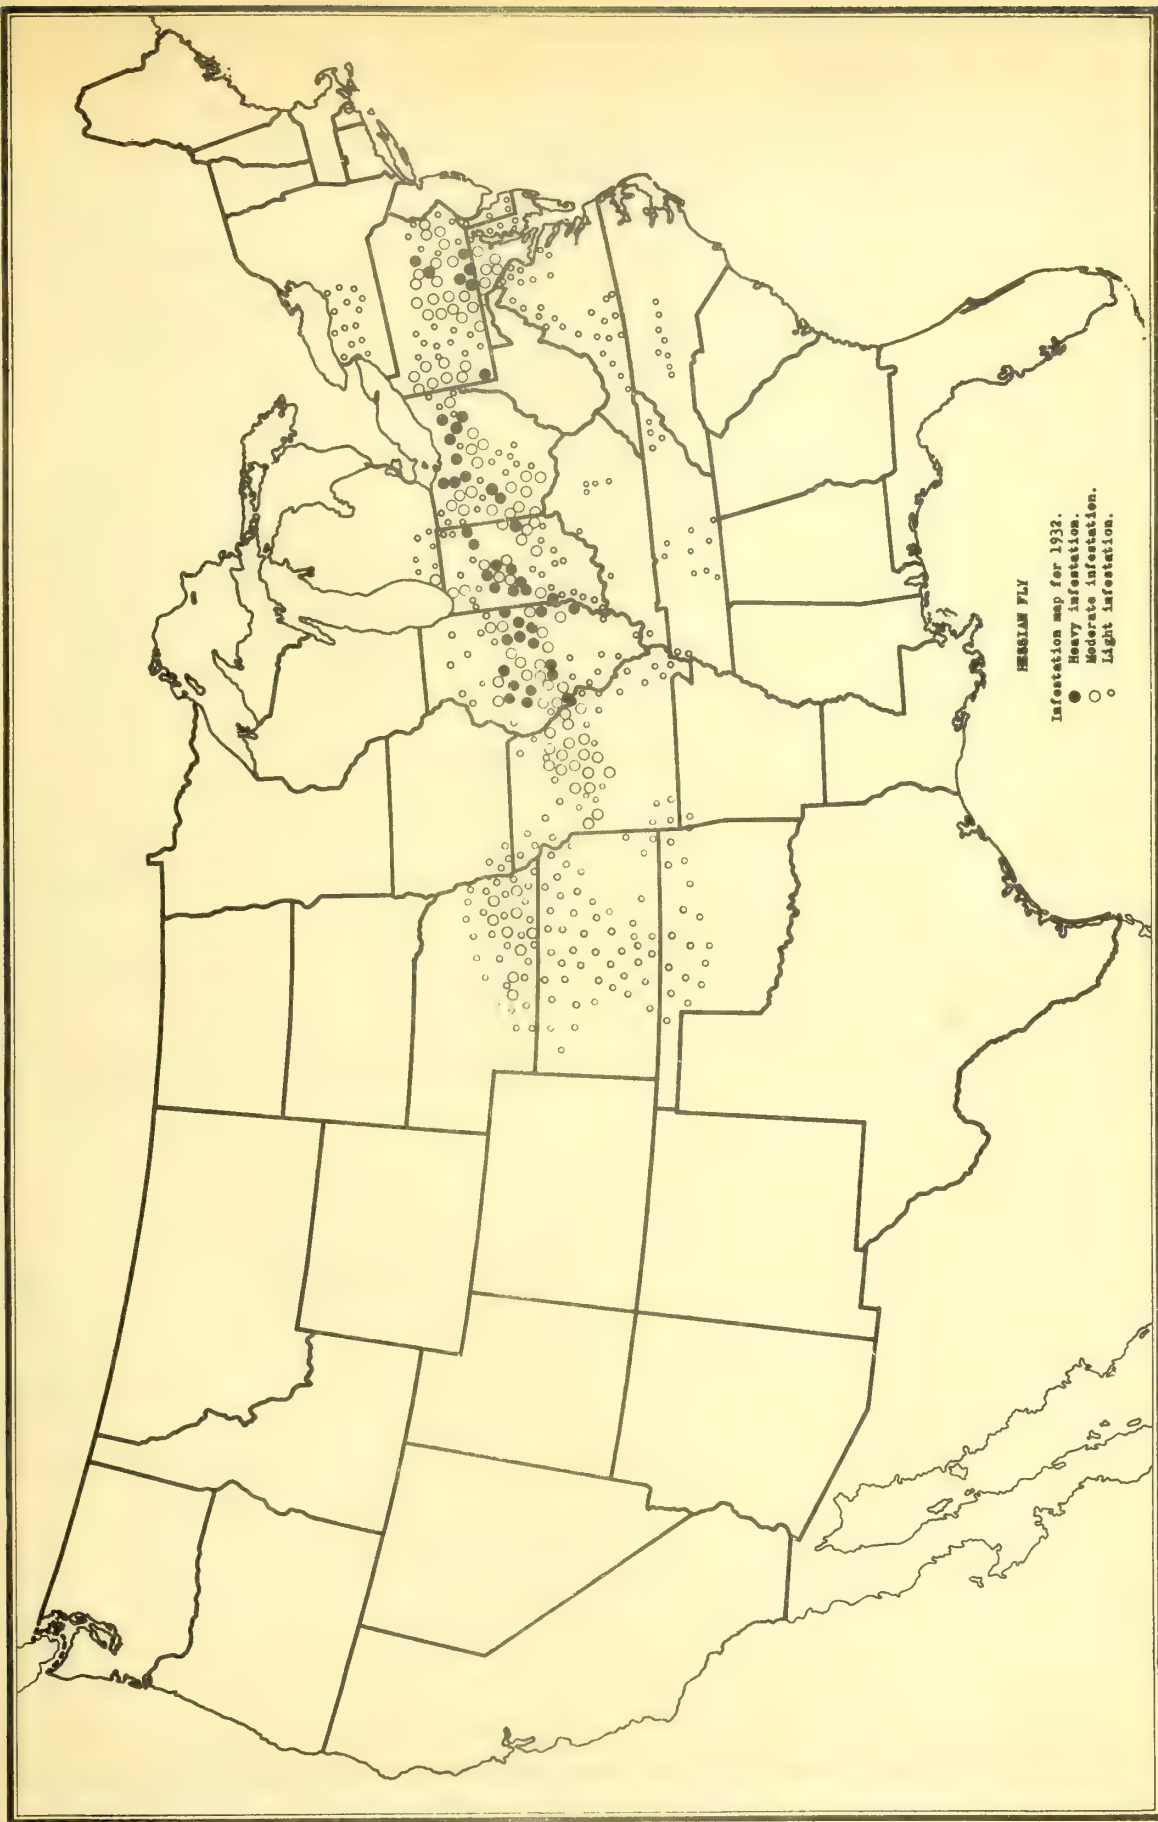 HESSIAN FLY
Infestation map for 1932.
Heavy infestation.
Moderate infestation.
Light infestation.